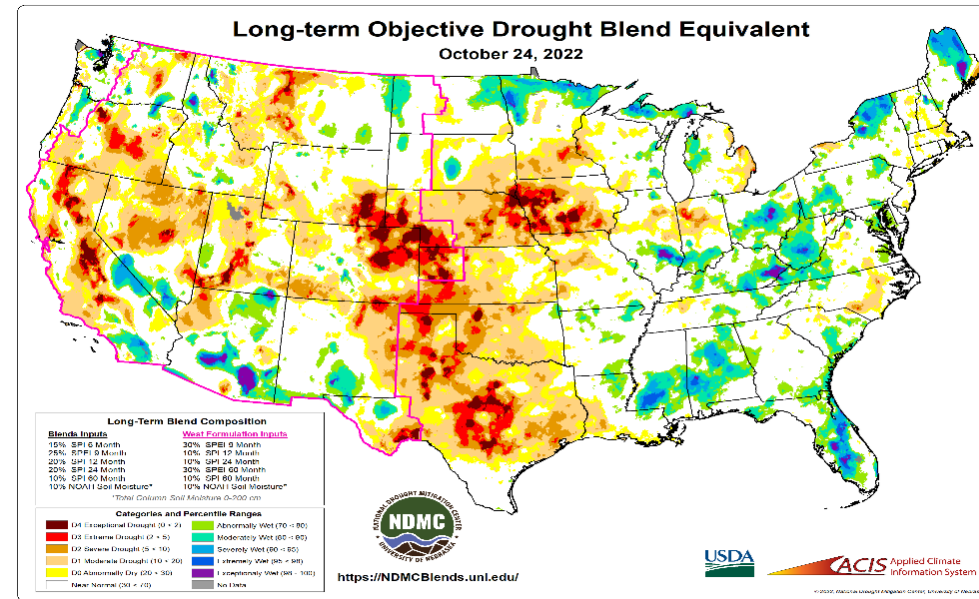 Long-term Objective Drought Blend Equivalent
October 24, 2022
Long-Term Blend Composition
Blends Inputs
15% SPI 6 Month
25% SPEI 9 Month
20% SPI 12 Month
20% SPI 24 Month
10% SPI 60 Month
10% NOAH Soil Moisture*
West Formulation Inputs
30% SPEI 9 Month
10% SPI 12 Month
10% SPI 24 Month
30% SPEI 60 Month
10% SPI 60 Month
10% NOAH Soil Moisture*
*Total Column Soil Moisture 0-200 cm
Categories and Percentile Ranges
D4 Exceptional Drought (0 < 2)
D3 Extreme Drought (2 < 5)
D2 Severe Drought (5 < 10)
D1 Moderate Drought (10 < 20)
D0 Abnormally Dry (20 < 30)
Near Normal (30 < 70)
Abnormally Wet (70 < 80)
Moderately Wet (80 < 90)
Severely Wet (90 < 95)
Extremely Wet (95 < 98)
Exceptionally Wet (98 - 100)
No Data
NATIONAL DROUGHT MITIGATION CENTER
NDMC
UNIVERSITY OF NEBRASKA
https://NDMCBlends.unl.edu/
USDA
ACIS Applied Climate
Information System
© 2022, National Drought Mitigation Center, University of